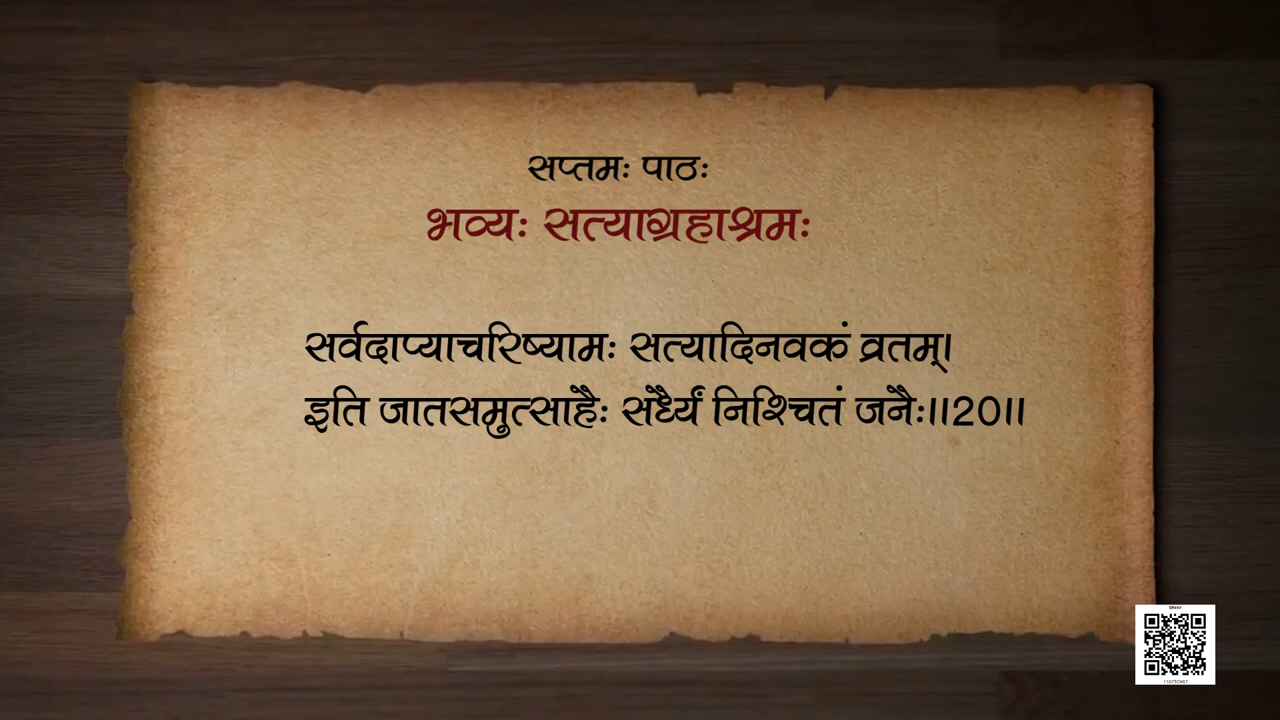 सप्तमः पाठः
भव्यः सत्याग्रहाश्रमः
सर्वदाप्याचरिष्यामः सत्यादिनवकं व्रतम्।
इति जातसमुत्साहैः सधैर्यं निश्चितं जनैः।।20।।